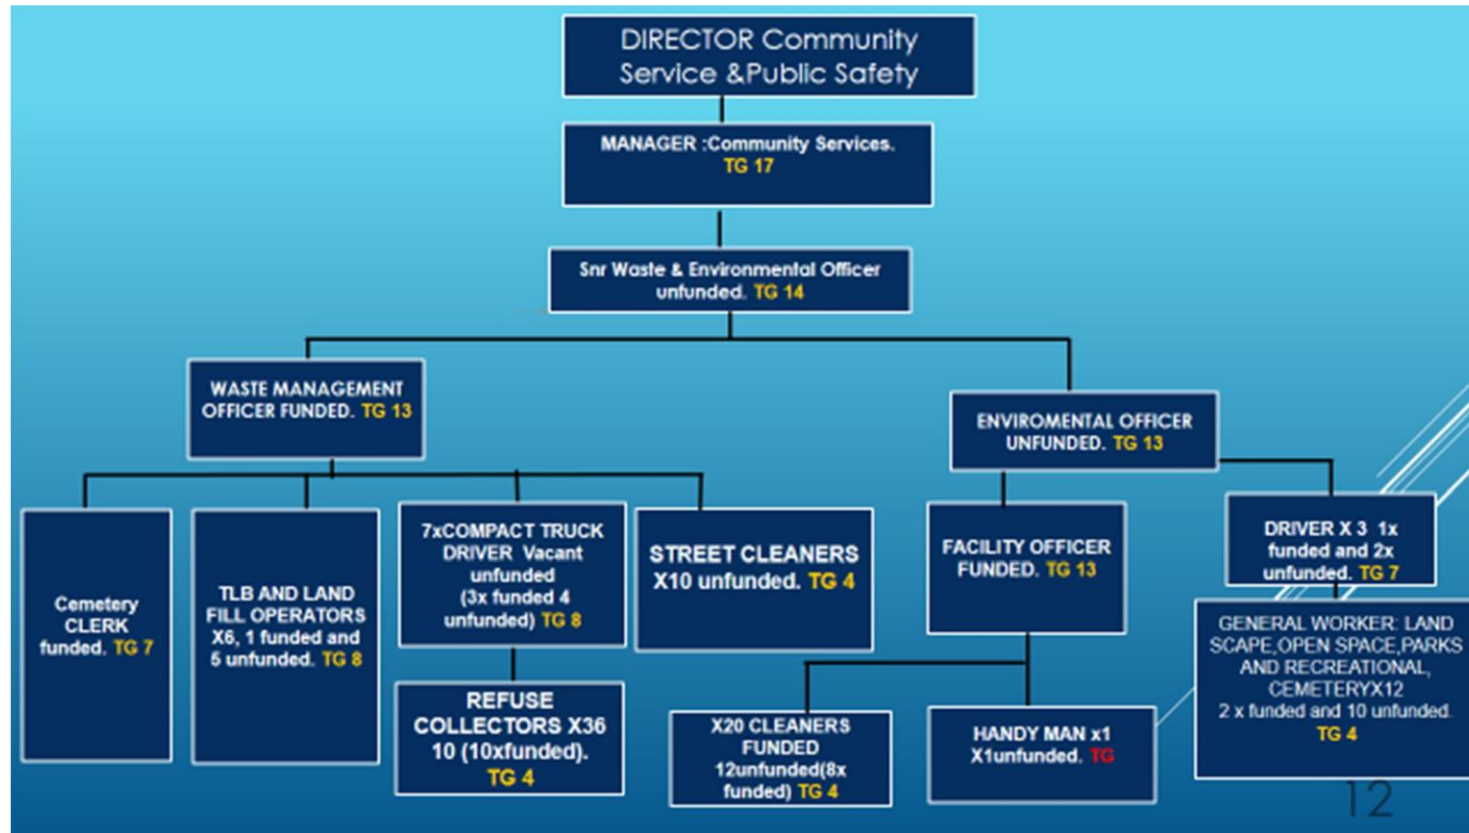 DIRECTOR Community
Service &Public Safety
MANAGER :Community Services.
TG 17
Snr Waste & Environmental Officer
unfunded. TG 14
WASTE MANAGEMENT
OFFICER FUNDED. TG 13
ENVIROMENTAL OFFICER
UNFUNDED. TG 13
Cemetery
CLERK
funded. TG 7
TLB AND LAND
FILL OPERATORS
X6, 1 funded and
5 unfunded. TG 8
7xCOMPACT TRUCK
DRIVER Vacant
unfunded
(3x funded 4
unfunded) TG 8
STREET CLEANERS
X10 unfunded. TG 4
FACILITY OFFICER
FUNDED. TG 13
DRIVER X 3 1x
funded and 2x
unfunded. TG 7
REFUSE
COLLECTORS X36
10 (10xfunded).
TG 4
X20 CLEANERS
FUNDED
12unfunded(8x
funded) TG 4
HANDY MAN x1
X1unfunded. TG
GENERAL WORKER: LAND
SCAPE,OPEN SPACE,PARKS
AND RECREATIONAL,
CEMETERYX12
2 x funded and 10 unfunded.
TG 4
12